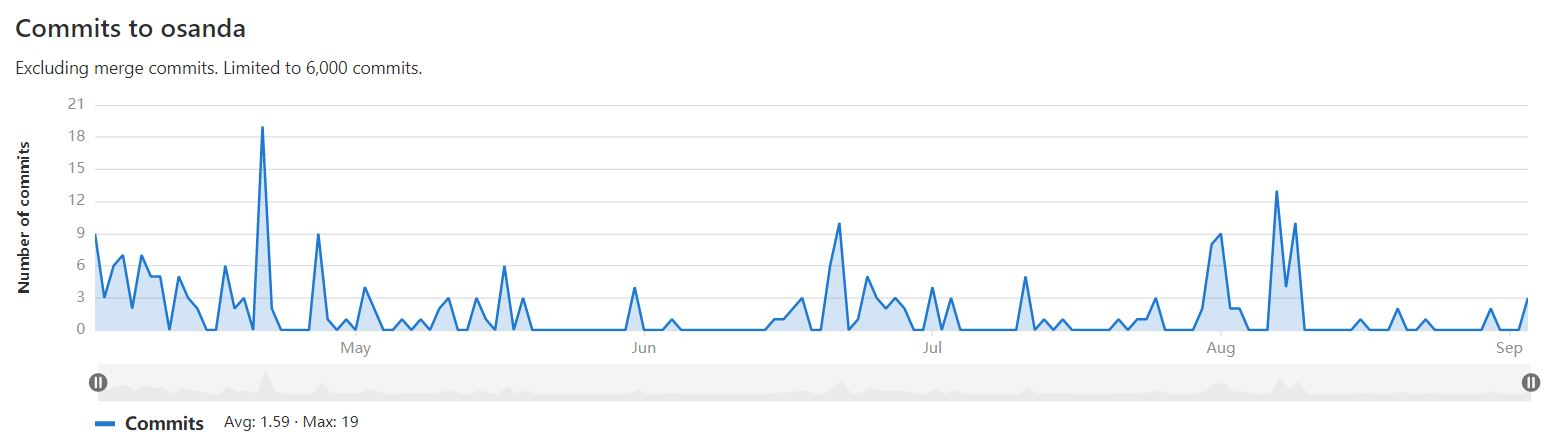 Commits to osanda
Excluding merge commits. Limited to 6,000 commits.
Number of commits
21
18
15
12
9
6
3
0
May Jun Jul Aug Sep
Commits Avg: 1.59 · Max: 19